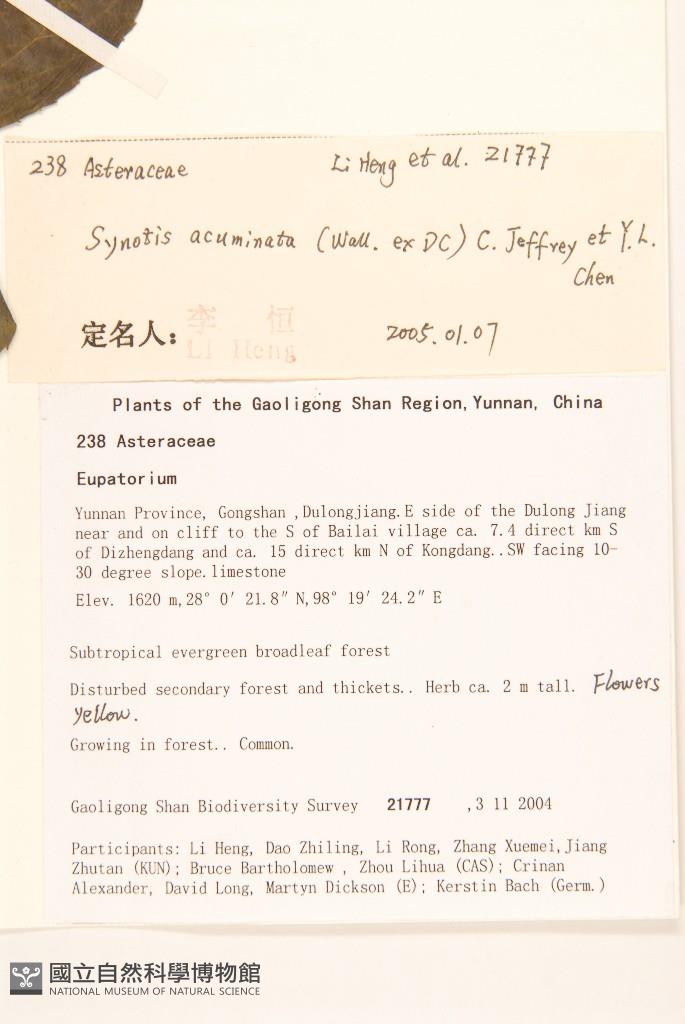 238 Asteraceae Li Heng et al. 21777
Synotis acuminata (Wall. ex DC) C. Jeffrey et Y. L.
Chen
定名人: 李 恒 2005.01.07
LI Heng
Plants of the Gaoligong Shan Region, Yunnan, China
238 Asteraceae
Eupatorium
Yunnan Province, Gongshan ,Dulongjiang.E side of the Dulong Jiang
near and on cliff to the S of Bailai village ca. 7.4 direct km S
of Dizhengdang and ca. 15 direct km N of Kongdang..SW facing 10-
30 degree slope.limestone
Elev. 1620 m,28° 0′ 21.8″ N,98° 19′ 24.2″ E
Subtropical evergreen broadleaf forest
Disturbed secondary forest and thickets.. Herb ca. 2 m tall. Flowers
yellow.
Growing in forest.. Common.
Gaoligong Shan Biodiversity Survey 21777 ,3 11 2004
Participants: Li Heng, Dao Zhiling, Li Rong, Zhang Xuemei,Jiang
Zhutan (KUN); Bruce Bartholomew , Zhou Lihua (CAS); Crinan
Alexander, David Long, Martyn Dickson (E); Kerstin Bach (Germ.)
國立自然科學博物館
NATIONAL MUSEUM OF NATURAL SCIENCE